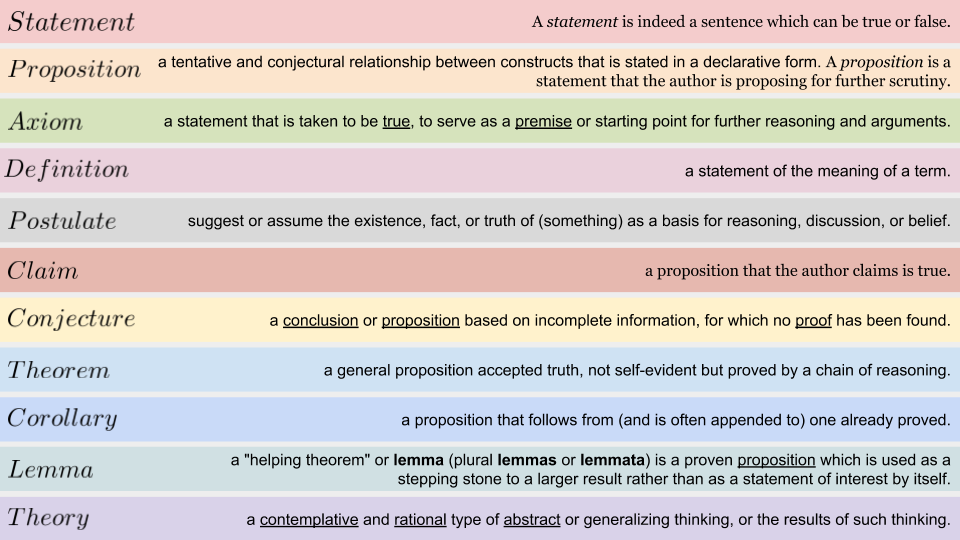 Statement
A statement is indeed a sentence which can be true or false.
Proposition
a tentative and conjectural relationship between constructs that is stated in a declarative form. A proposition is a
statement that the author is proposing for further scrutiny.
Axiom
a statement that is taken to be true, to serve as a premise or starting point for further reasoning and arguments.
Definition
a statement of the meaning of a term.
Postulate
suggest or assume the existence, fact, or truth of (something) as a basis for reasoning, discussion, or belief.
Claim
a proposition that the author claims is true.
Conjecture
a conclusion or proposition based on incomplete information, for which no proof has been found.
Theorem
a general proposition accepted truth, not self-evident but proved by a chain of reasoning.
Corollary
a proposition that follows from (and is often appended to) one already proved.
Lemma
a "helping theorem" or lemma (plural lemmas or lemmata) is a proven proposition which is used as a
stepping stone to a larger result rather than as a statement of interest by itself.
Theory
a contemplative and rational type of abstract or generalizing thinking, or the results of such thinking.